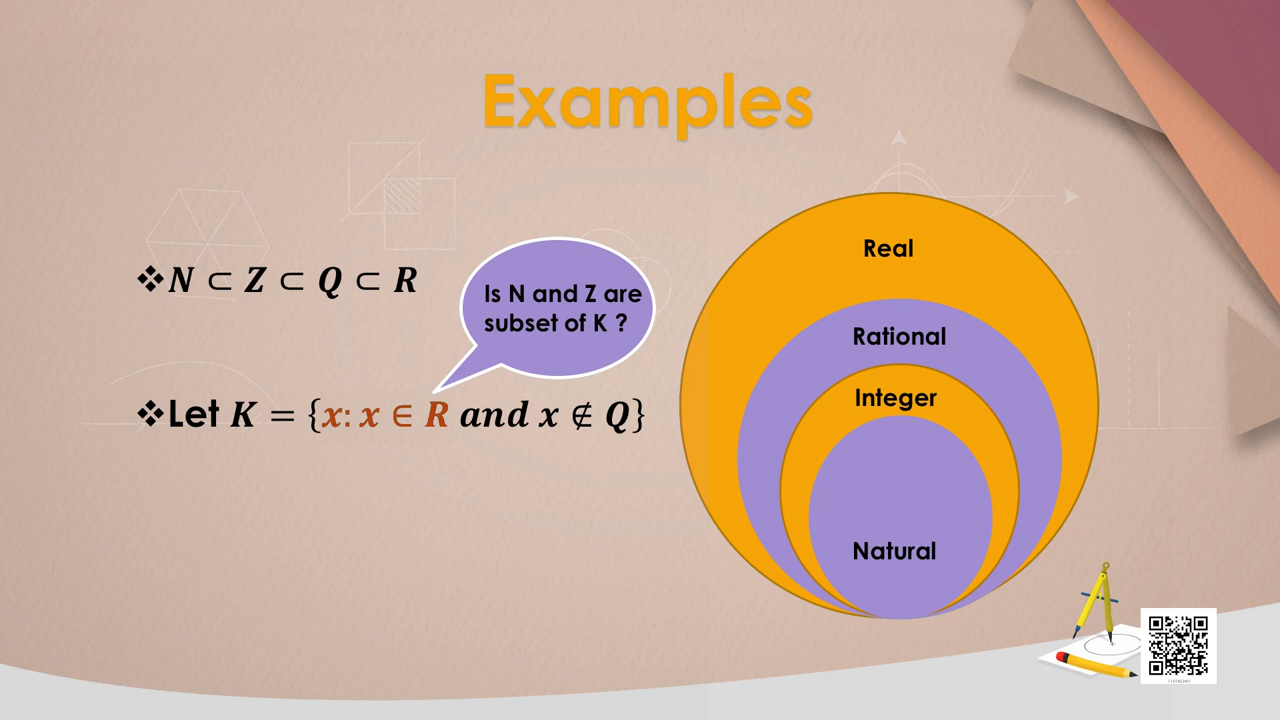 Examples
❖N ⊂ Z ⊂ Q ⊂ R
Is N and Z are
subset of K ?
❖Let K = {x: x ∈ R and x ∉ Q}
Real
Rational
Integer
Natural